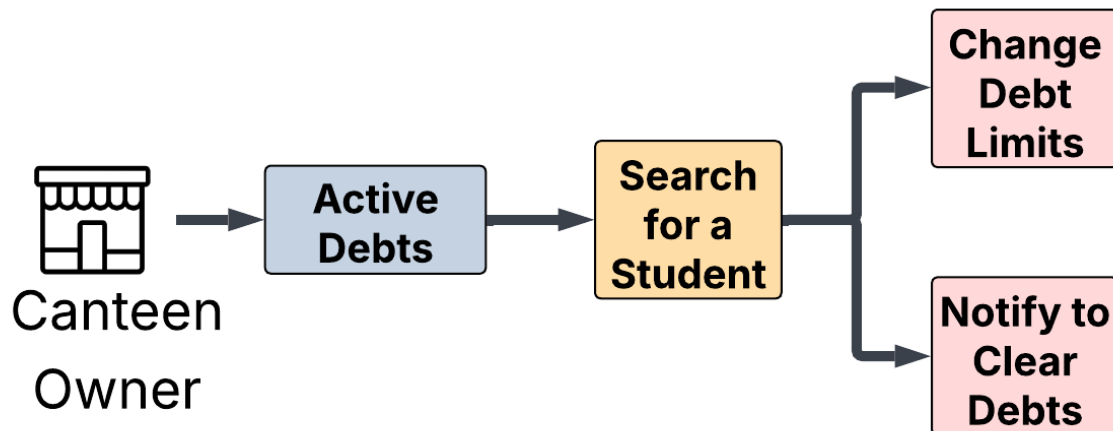 Canteen
Owner
Active
Debts
Search
for a
Student
Change
Debt
Limits
Notify to
Clear
Debts